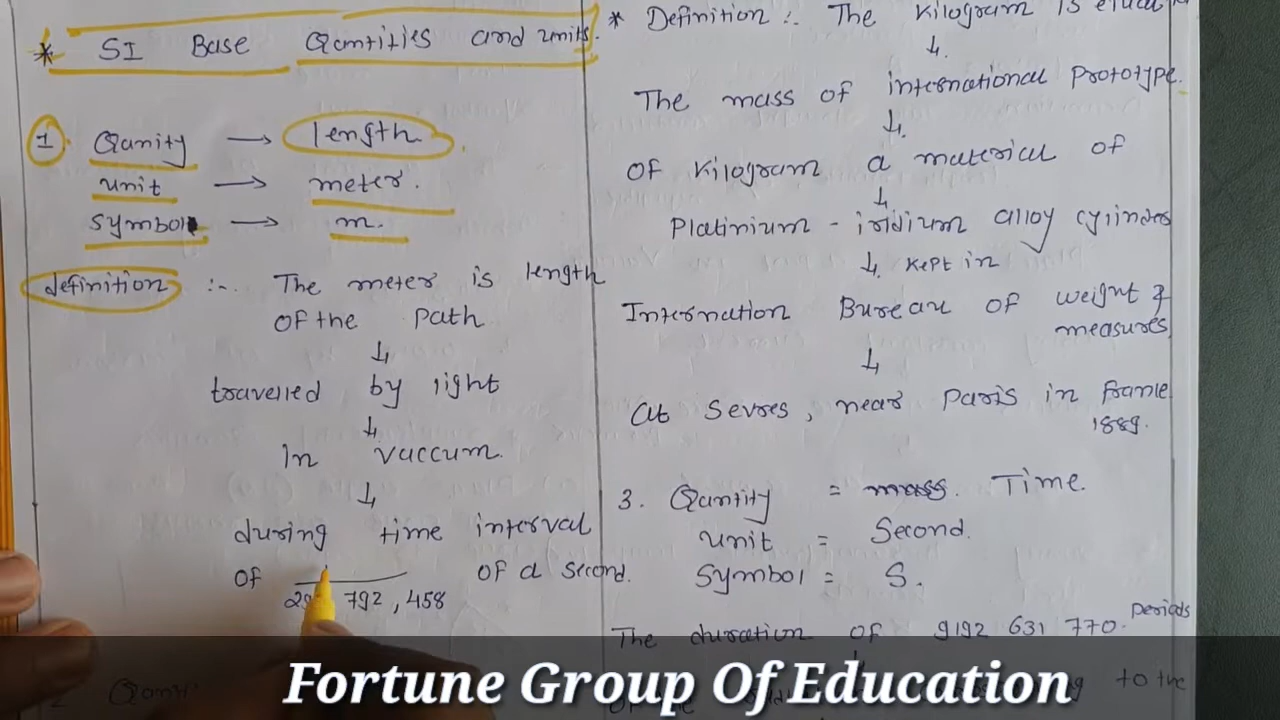 * SI Base Qantities and units.
1. Qanity → length.
unit → meter.
Symbol → m.
definition :- The meter is length
of the path
↳
travelled by light
↳
In vaccum.
↳
during time interval
of 792, 458 of a second.
* Definition :- The Kilogram is
↳
The mass of international prototype.
↳
of Kilogram a material of
↳
Platinium - iridium alloy cylinder
↳ Kept in
Internation Bureau of weight &
measures
↳
at Sevres, near paris in
1889.
3. Qantity = Time.
unit = Second.
Symbol = S.
The duration of 9192 631 770. periods
to the
Fortune Group Of Education